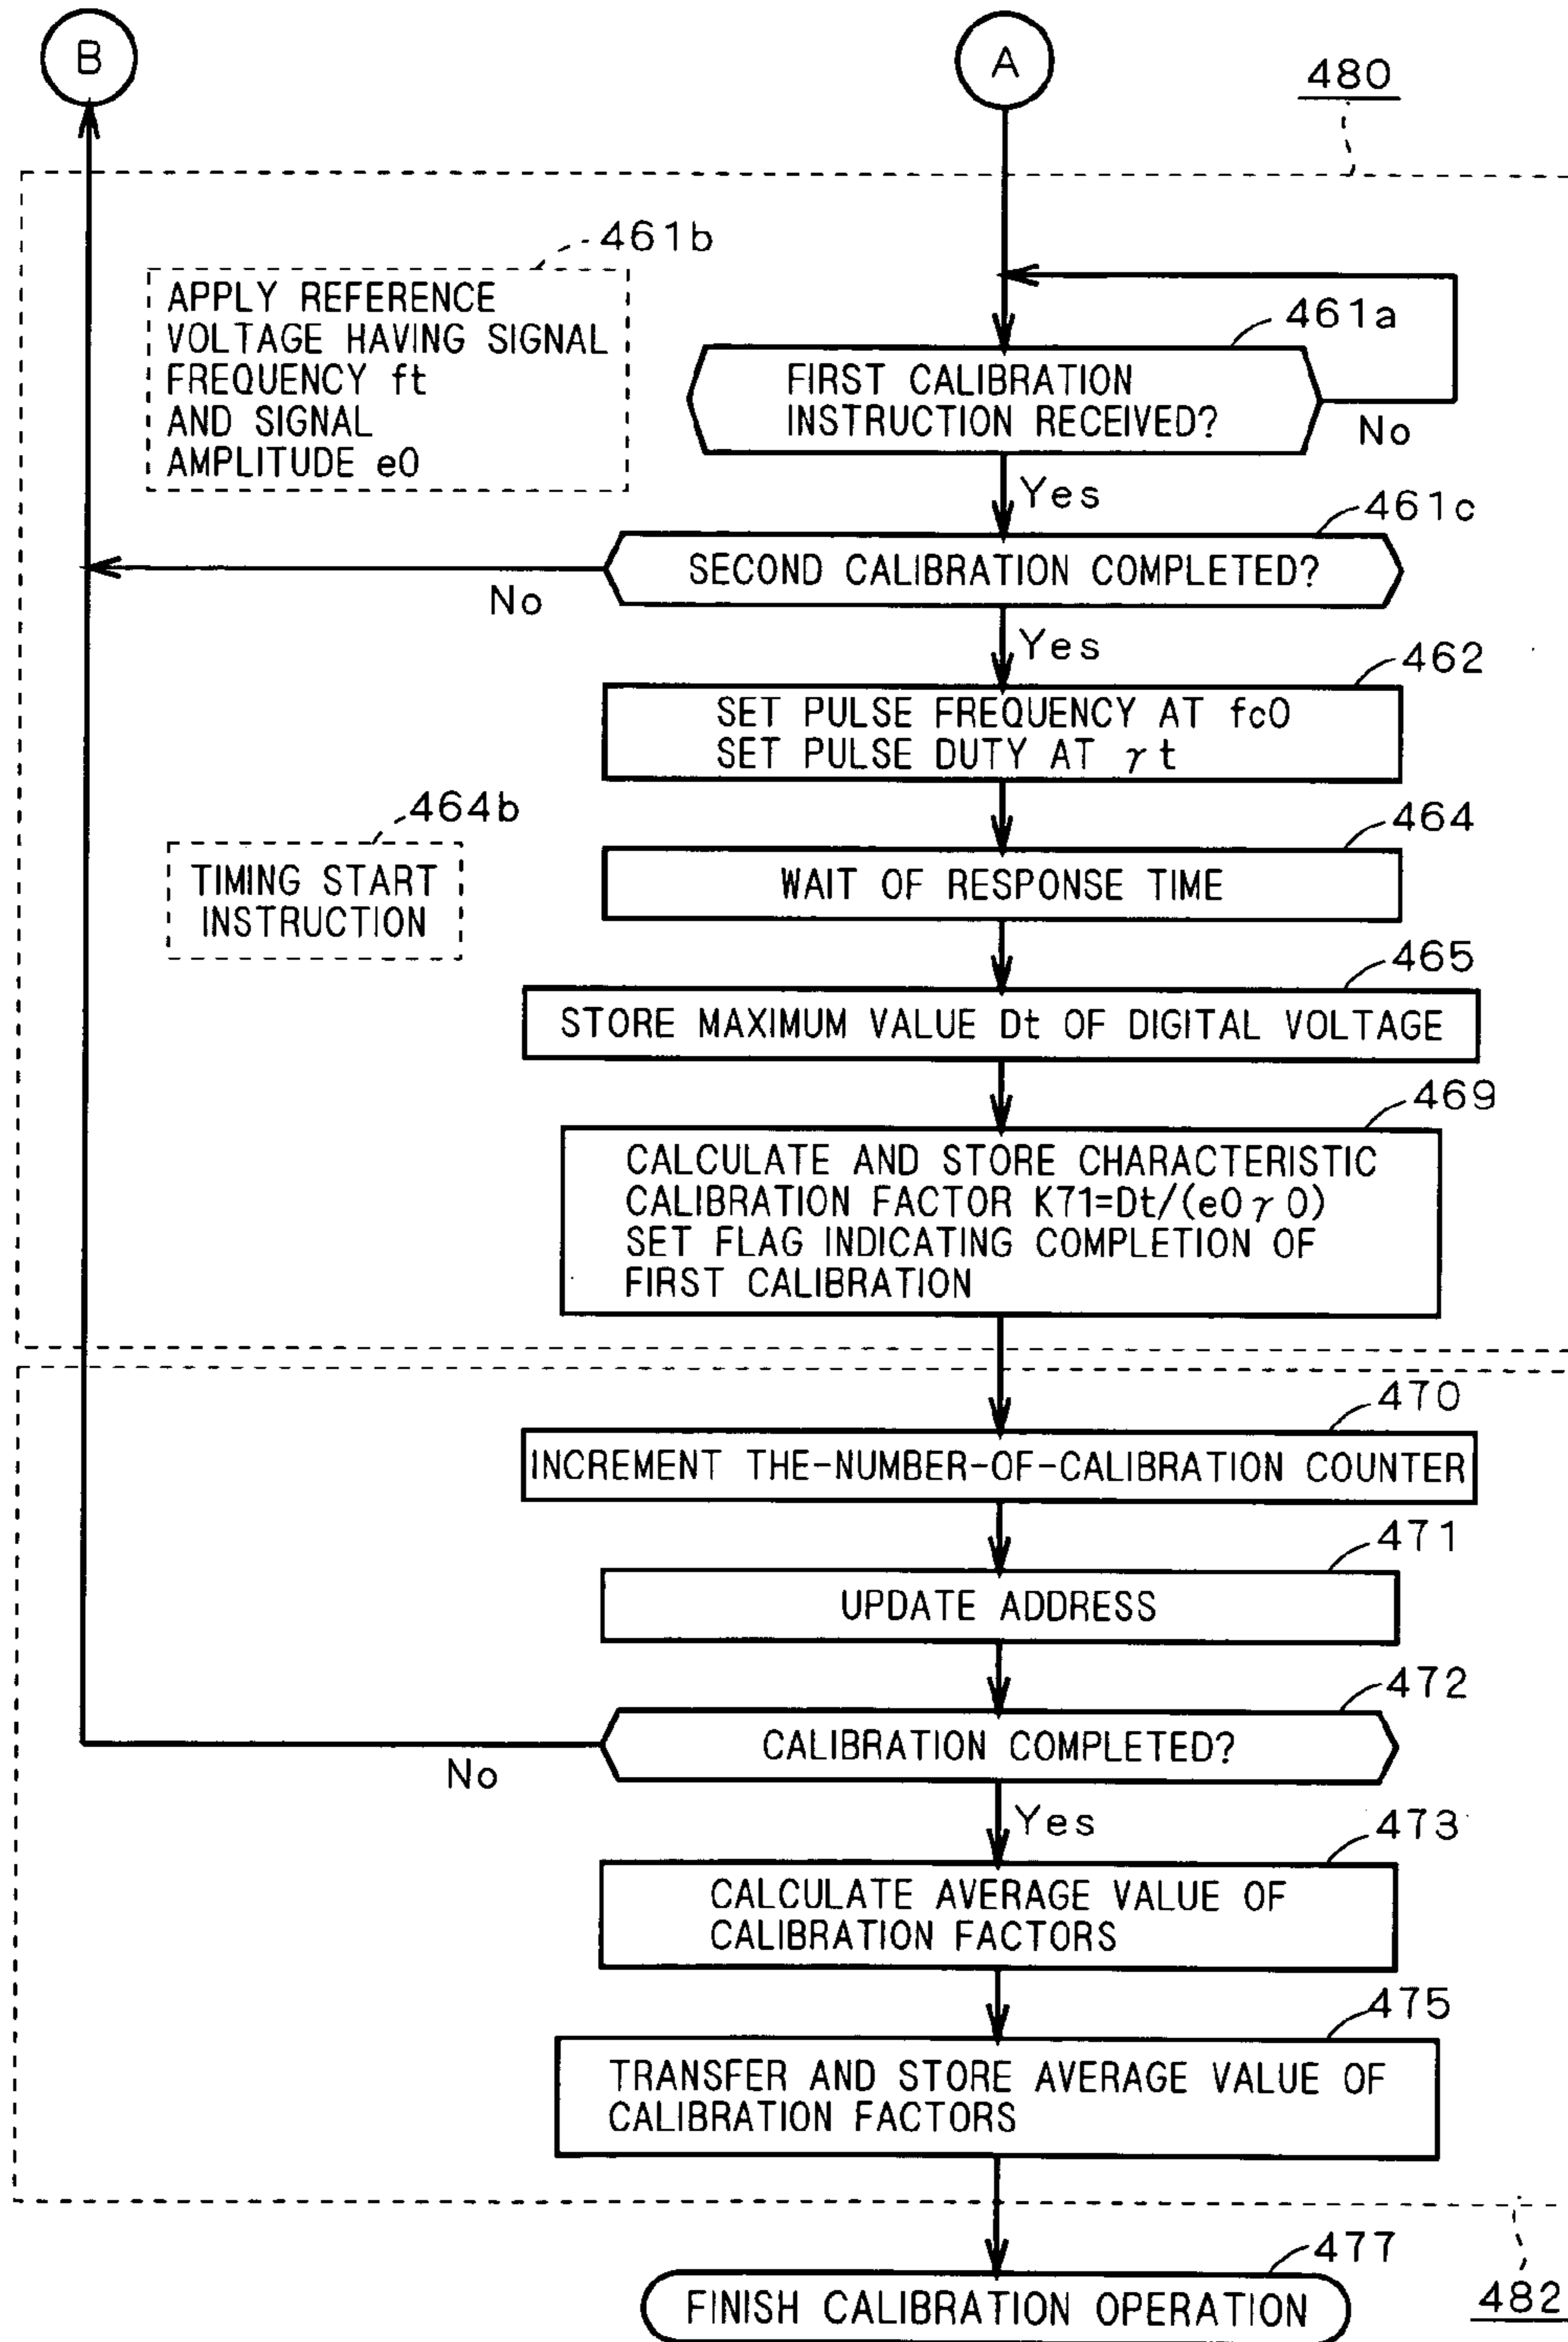 B
A
480
461b
APPLY REFERENCE
VOLTAGE HAVING SIGNAL
FREQUENCY ft
AND SIGNAL
AMPLITUDE e0
461a
FIRST CALIBRATION
INSTRUCTION RECEIVED?
No
Yes
461c
SECOND CALIBRATION COMPLETED?
No
Yes
462
SET PULSE FREQUENCY AT fc0
SET PULSE DUTY AT γt
464b
TIMING START
INSTRUCTION
464
WAIT OF RESPONSE TIME
465
STORE MAXIMUM VALUE Dt OF DIGITAL VOLTAGE
469
CALCULATE AND STORE CHARACTERISTIC
CALIBRATION FACTOR K71=Dt/(e0γ0)
SET FLAG INDICATING COMPLETION OF
FIRST CALIBRATION
470
INCREMENT THE-NUMBER-OF-CALIBRATION COUNTER
471
UPDATE ADDRESS
472
CALIBRATION COMPLETED?
No
Yes
473
CALCULATE AVERAGE VALUE OF
CALIBRATION FACTORS
475
TRANSFER AND STORE AVERAGE VALUE OF
CALIBRATION FACTORS
477
FINISH CALIBRATION OPERATION
482